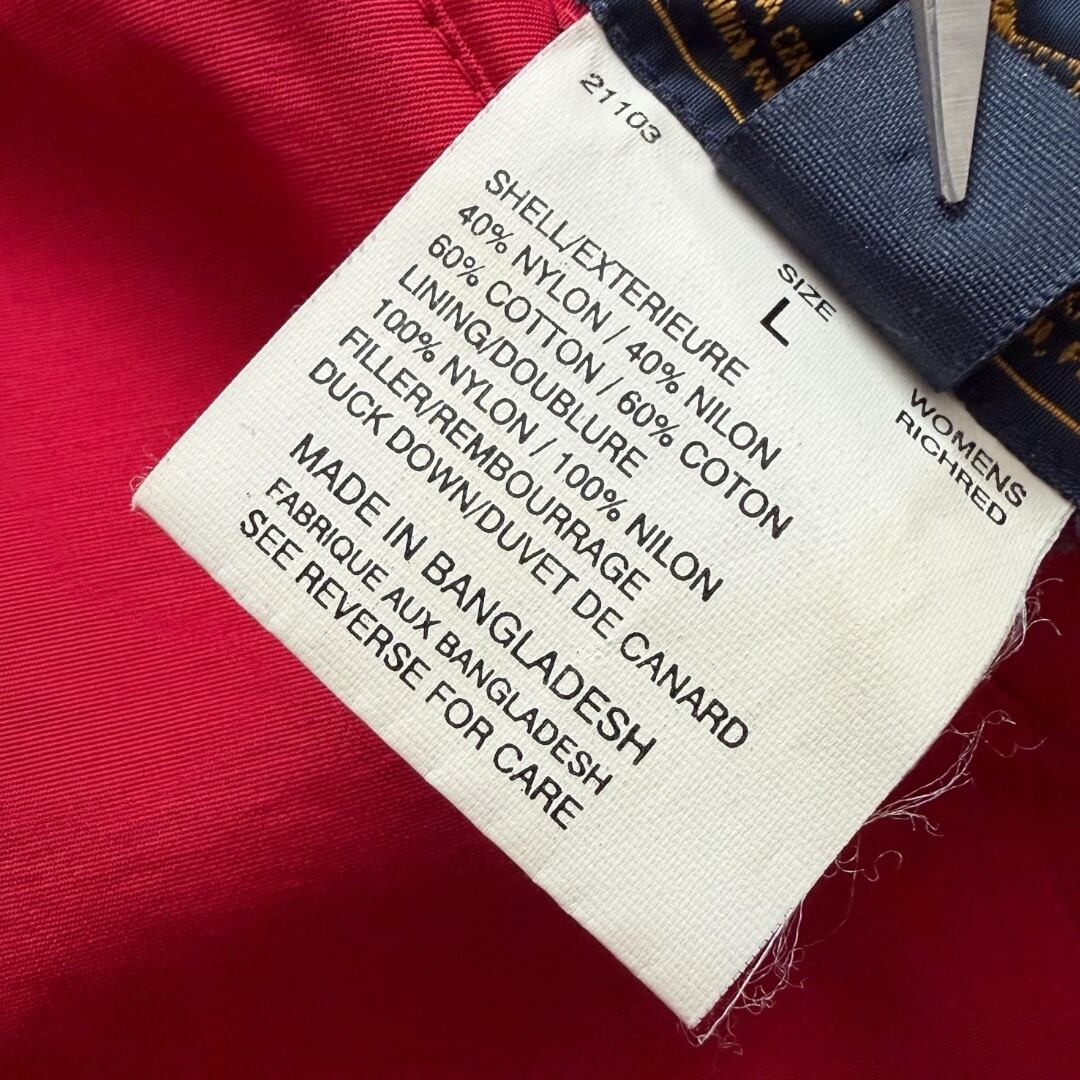 21103
SIZE
L
WOMENS
RICHRED
SHELL/EXTERIEURE
40% NYLON / 40% NILON
60% COTTON / 60% COTON
LINING/DOUBLURE
100% NYLON / 100% NILON
FILLER/REMBOURRAGE
DUCK DOWN/DUVET DE CANARD
MADE IN BANGLADESH
FABRIQUE AUX BANGLADESH
SEE REVERSE FOR CARE